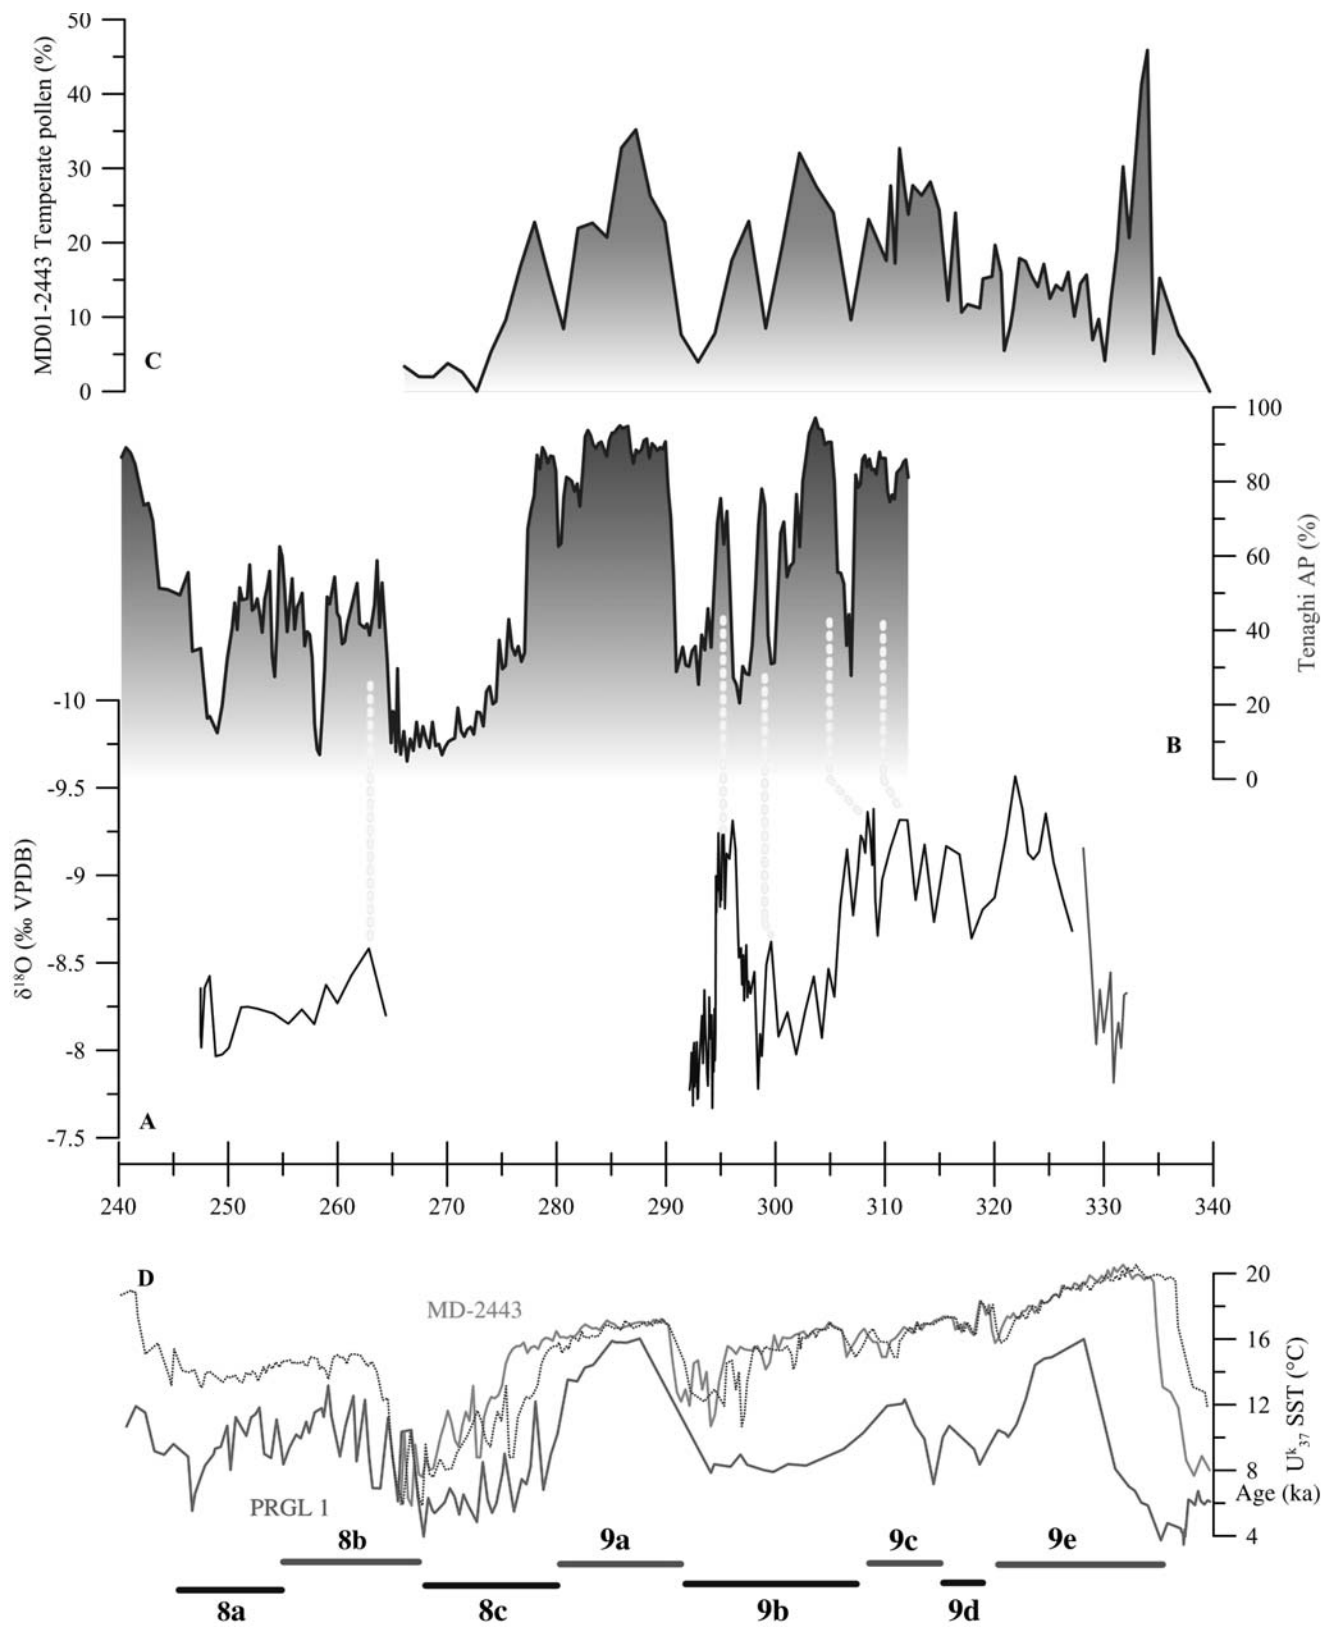 MD01-2443 Temperate pollen (%)
50
40
30
20
10
0
C
100
80
60
40
20
0
Tenaghi AP (%)
B
-10
-9.5
-9
-8.5
-8
-7.5
δ¹⁸O (‰ VPDB)
A
240 250 260 270 280 290 300 310 320 330 340
D
MD-2443
PRGL 1
20
16
12
8
4
Uᵏ₃₇ SST (°C)
Age (ka)
8b 9a 9c 9e
8a 8c 9b 9d